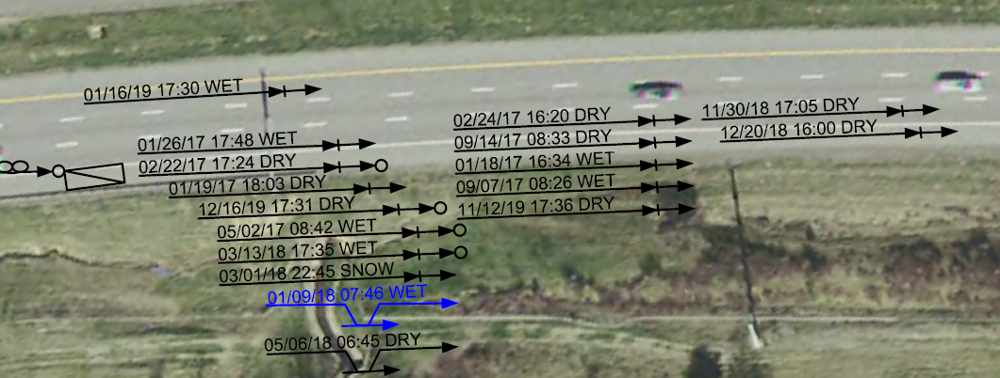 01/16/19 17:30 WET
01/26/17 17:48 WET
02/22/17 17:24 DRY
01/19/17 18:03 DRY
12/16/19 17:31 DRY
05/02/17 08:42 WET
03/13/18 17:35 WET
03/01/18 22:45 SNOW
01/09/18 07:46 WET
05/06/18 06:45 DRY
02/24/17 16:20 DRY
09/14/17 08:33 DRY
01/18/17 16:34 WET
09/07/17 08:26 WET
11/12/19 17:36 DRY
11/30/18 17:05 DRY
12/20/18 16:00 DRY